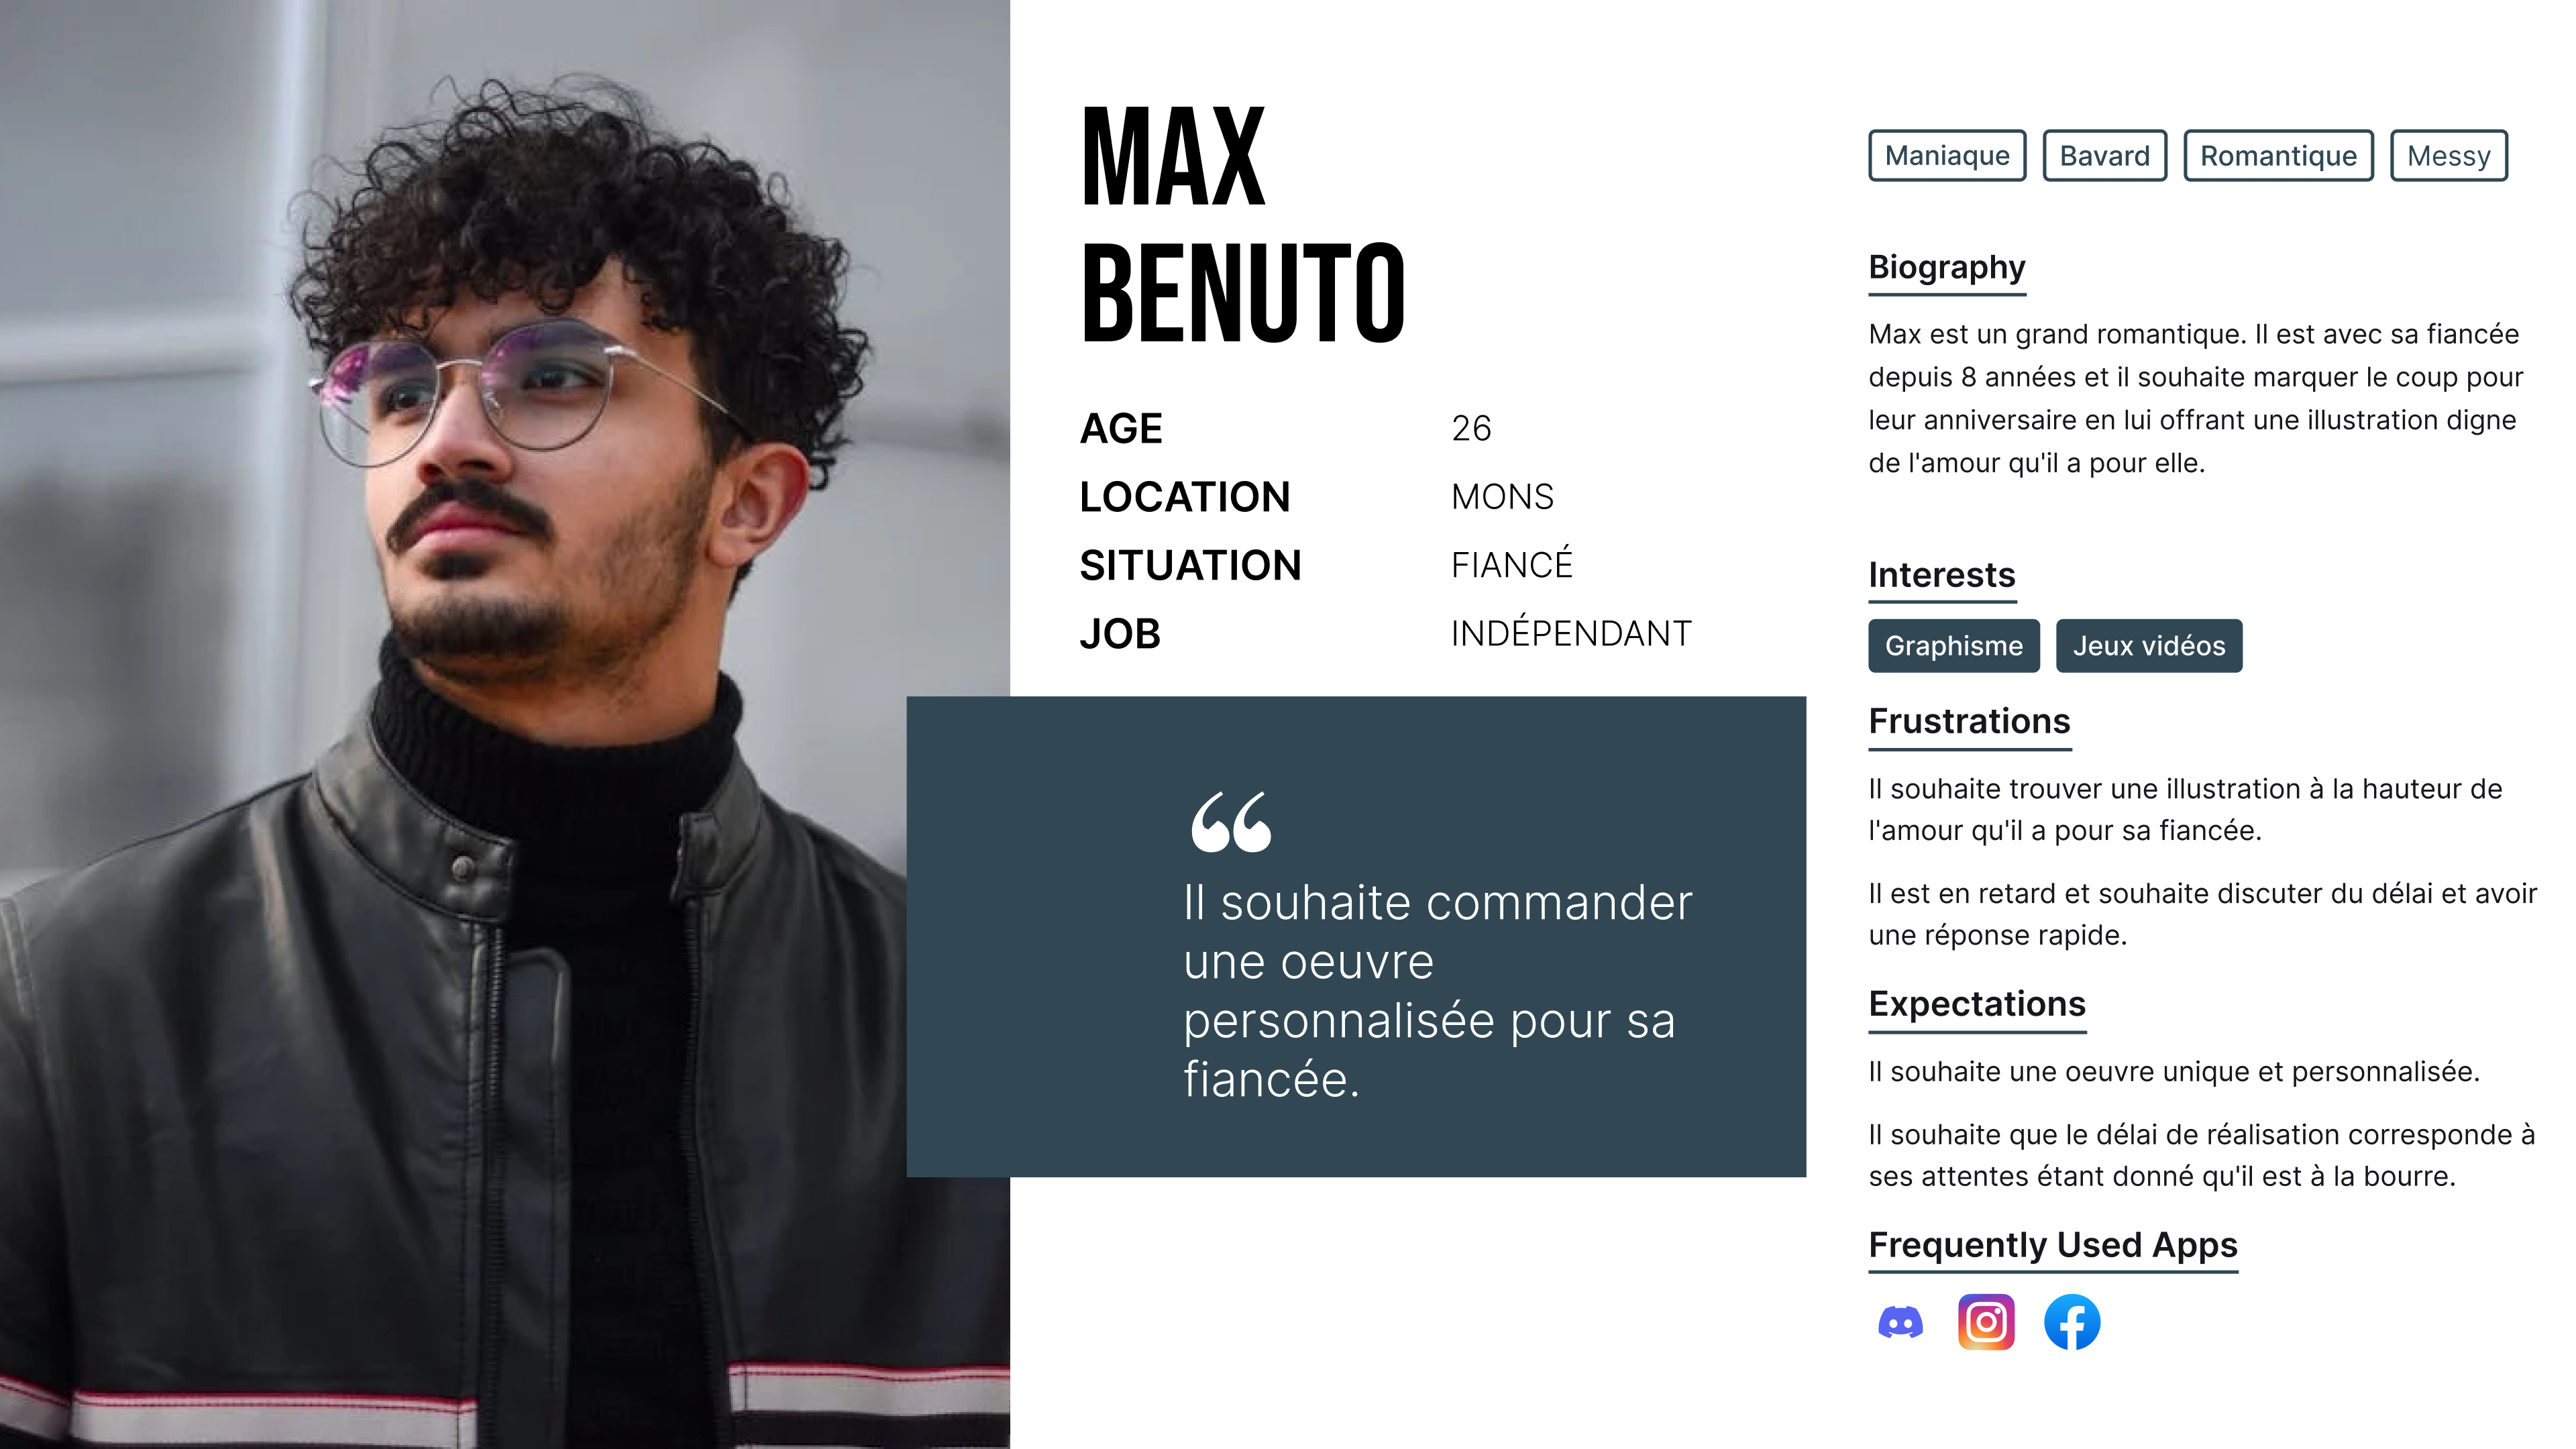 MAX
BENUTO
AGE 26
LOCATION MONS
SITUATION FIANCÉ
JOB INDÉPENDANT
“
Il souhaite commander
une oeuvre
personnalisée pour sa
fiancée.
Maniaque Bavard Romantique Messy
Biography
Max est un grand romantique. Il est avec sa fiancée
depuis 8 années et il souhaite marquer le coup pour
leur anniversaire en lui offrant une illustration digne
de l'amour qu'il a pour elle.
Interests
Graphisme Jeux vidéos
Frustrations
Il souhaite trouver une illustration à la hauteur de
l'amour qu'il a pour sa fiancée.
Il est en retard et souhaite discuter du délai et avoir
une réponse rapide.
Expectations
Il souhaite une oeuvre unique et personnalisée.
Il souhaite que le délai de réalisation corresponde à
ses attentes étant donné qu'il est à la bourre.
Frequently Used Apps